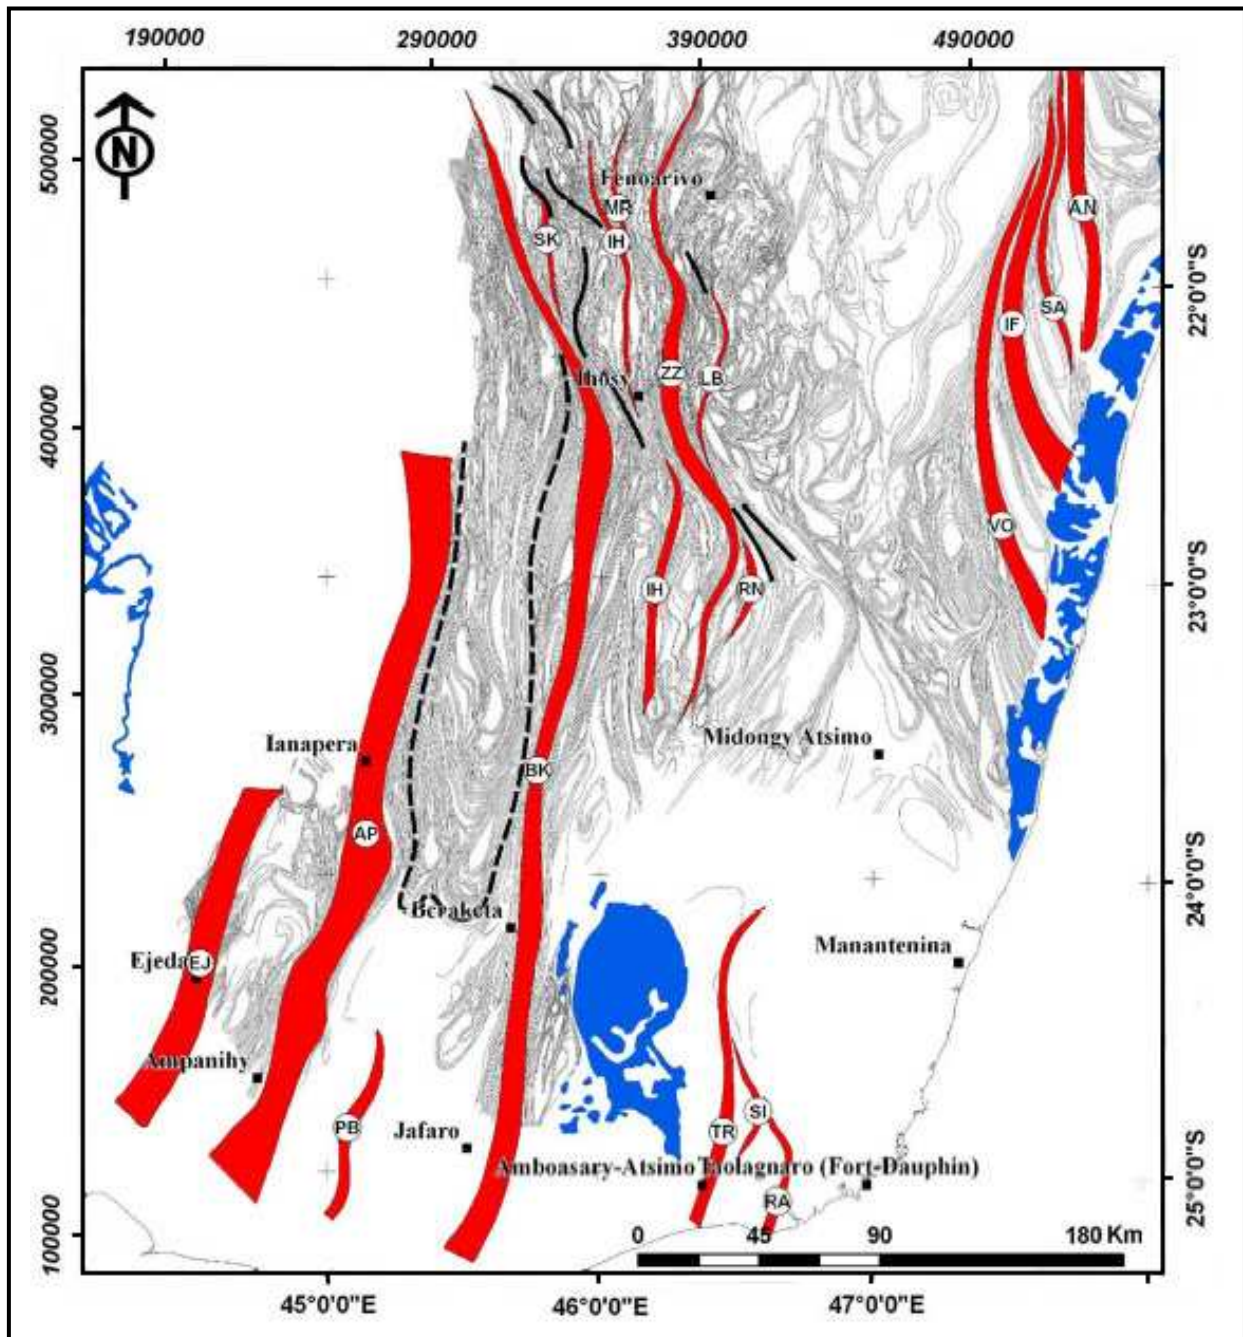 190000 290000 390000 490000
N
500000
400000
300000
200000
100000
22°0'0"S
23°0'0"S
24°0'0"S
25°0'0"S
Fenoarivo
MR
AN
SK
IH
SA
IF
Ihosy
ZZ
LB
VO
IH
RN
Ianapera
Midongy Atsimo
BK
AP
Berakcta
Manantenina
Ejeda
EJ
Ampanihy
SI
PB
TR
Jafaro
Amboasary-Atsimo
Taolagnaro (Fort-Dauphin)
RA
0 45 90 180 Km
45°0'0"E 46°0'0"E 47°0'0"E